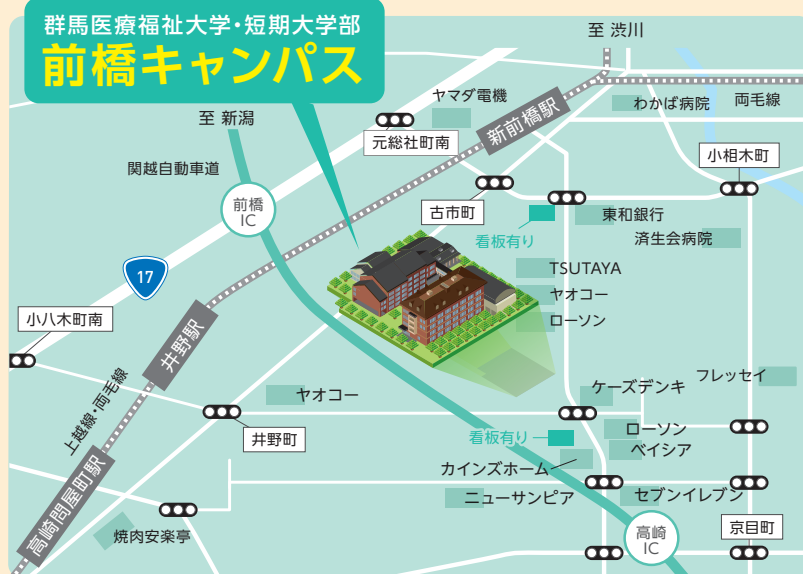 群馬医療福祉大学・短期大学部
前橋キャンパス
至 渋川
ヤマダ電機
わかば病院
両毛線
至 新潟
新前橋駅
元総社町南
関越自動車道
小相木町
前橋
IC
古市町
東和銀行
看板有り
済生会病院
17
TSUTAYA
ヤオコー
ローソン
小八木町南
井野駅
上越線・両毛線
フレッセイ
ケーズデンキ
ヤオコー
井野町
看板有り
ローソン
ベイシア
カインズホーム
高崎問屋町駅
ニューサンピア
セブンイレブン
焼肉安楽亭
高崎
IC
京目町